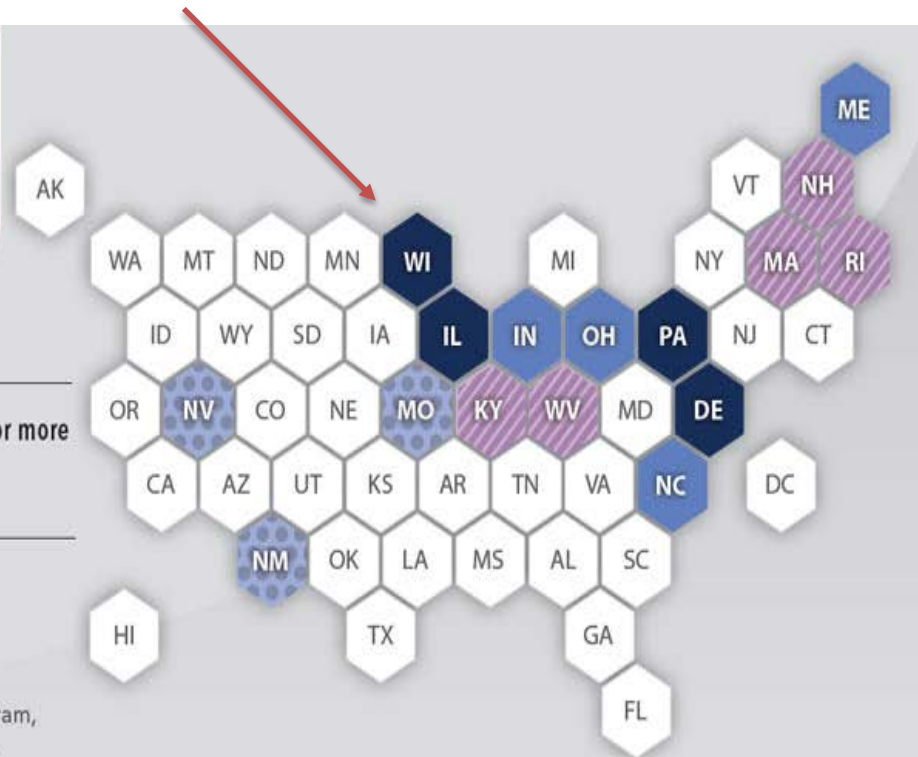 ME
AK VT NH
WA MT ND MN WI MI NY MA RI
ID WY SD IA IL IN OH PA NJ CT
or more OR NV CO NE MO KY WV MD DE
CA AZ UT KS AR TN VA NC DC
NM OK LA MS AL SC
HI TX GA
FL